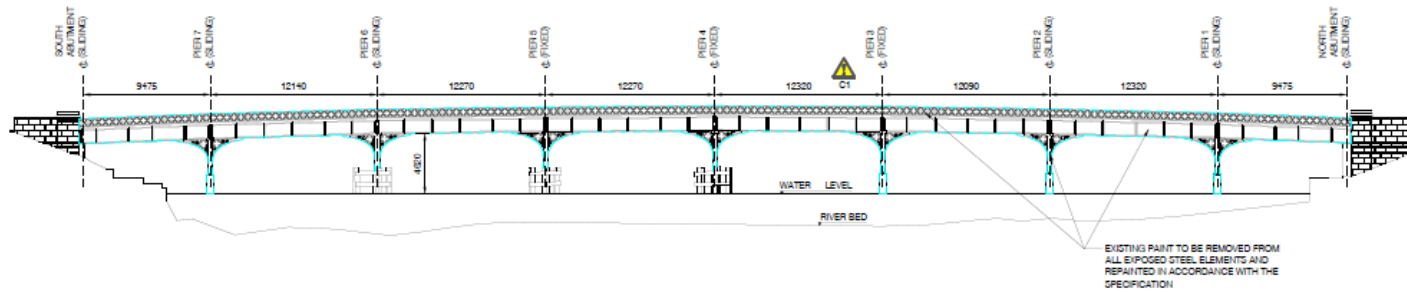 SOUTH
ABUTMENT
℄ (SLIDING)
PIER 7
℄ (SLIDING)
PIER 6
℄ (SLIDING)
PIER 5
℄ (FIXED)
PIER 4
℄ (FIXED)
PIER 3
℄ (FIXED)
PIER 2
℄ (SLIDING)
PIER 1
℄ (SLIDING)
NORTH
ABUTMENT
℄ (SLIDING)
C1
9475
12140
12270
12270
12320
12090
12320
9475
4620
WATER LEVEL
RIVER BED
EXISTING PAINT TO BE REMOVED FROM
ALL EXPOSED STEEL ELEMENTS AND
REPAINTED IN ACCORDANCE WITH THE
SPECIFICATION